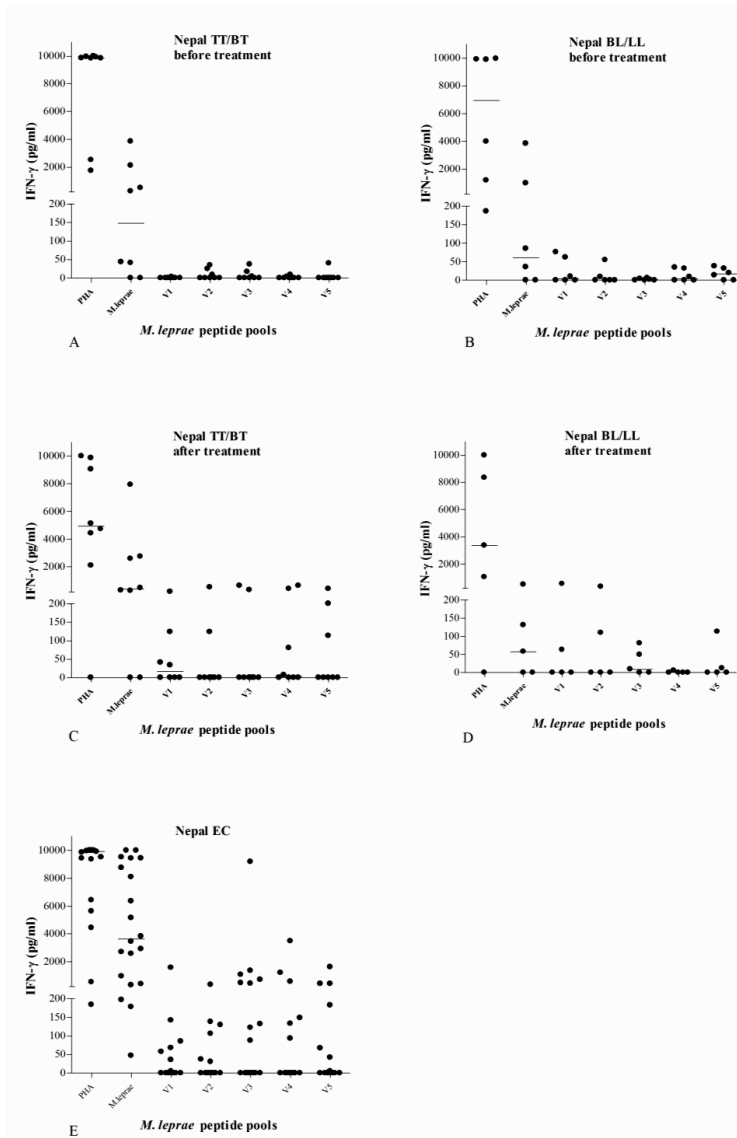 Nepal TT/BT
before treatment
IFN-γ (pg/ml)
10000
8000
6000
4000
2000
200
150
100
50
0
PHA
M.leprae
V1
V2
V3
V4
V5
A
M. leprae peptide pools
Nepal BL/LL
before treatment
IFN-γ (pg/ml)
10000
8000
6000
4000
2000
200
150
100
50
0
PHA
M.leprae
V1
V2
V3
V4
V5
B
M. leprae peptide pools
Nepal TT/BT
after treatment
IFN-γ (pg/ml)
10000
8000
6000
4000
2000
200
150
100
50
0
PHA
M.leprae
V1
V2
V3
V4
V5
C
M. leprae peptide pools
Nepal BL/LL
after treatment
IFN-γ (pg/ml)
10000
8000
6000
4000
2000
200
150
100
50
0
PHA
M.leprae
V1
V2
V3
V4
V5
D
M. leprae peptide pools
Nepal EC
IFN-γ (pg/ml)
10000
8000
6000
4000
2000
200
150
100
50
0
PHA
M.leprae
V1
V2
V3
V4
V5
E
M. leprae peptide pools